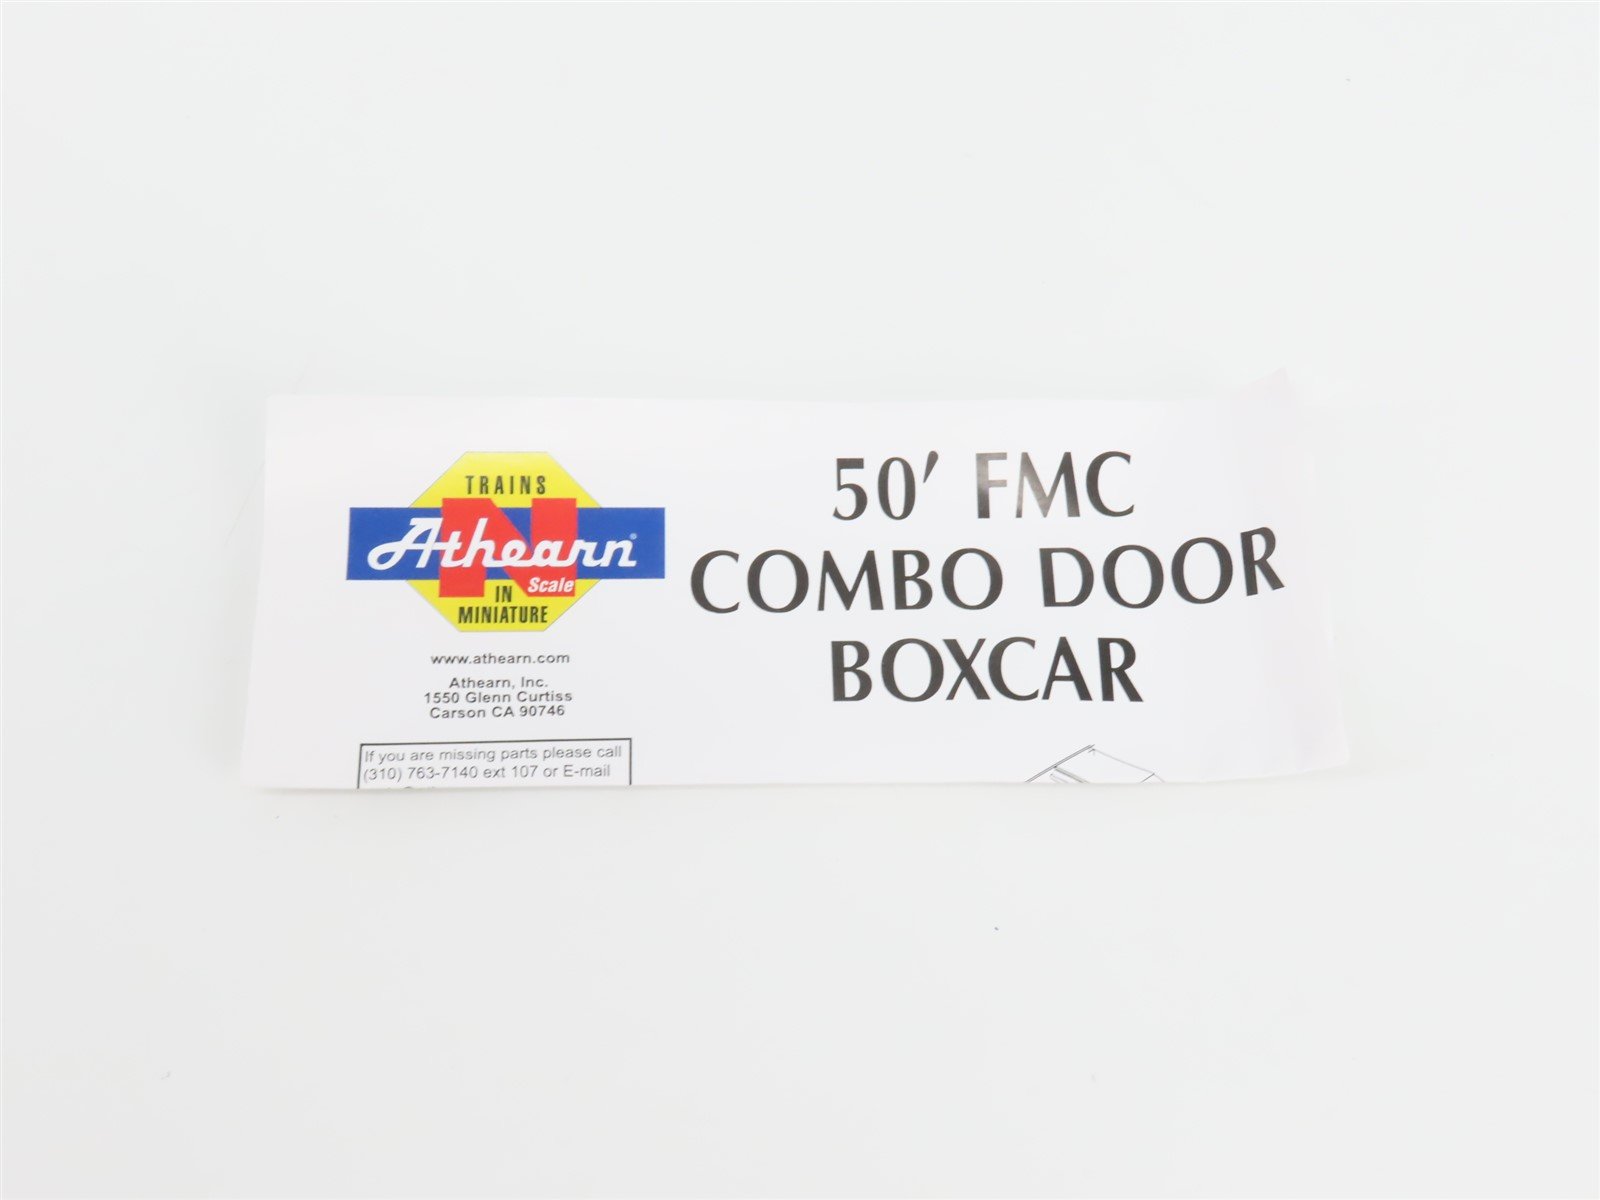 TRAINS
Athearn®
N Scale
IN
MINIATURE
www.athearn.com
Athearn, Inc.
1550 Glenn Curtiss
Carson CA 90746
If you are missing parts please call
(310) 763-7140 ext 107 or E-mail
50' FMC
COMBO DOOR
BOXCAR